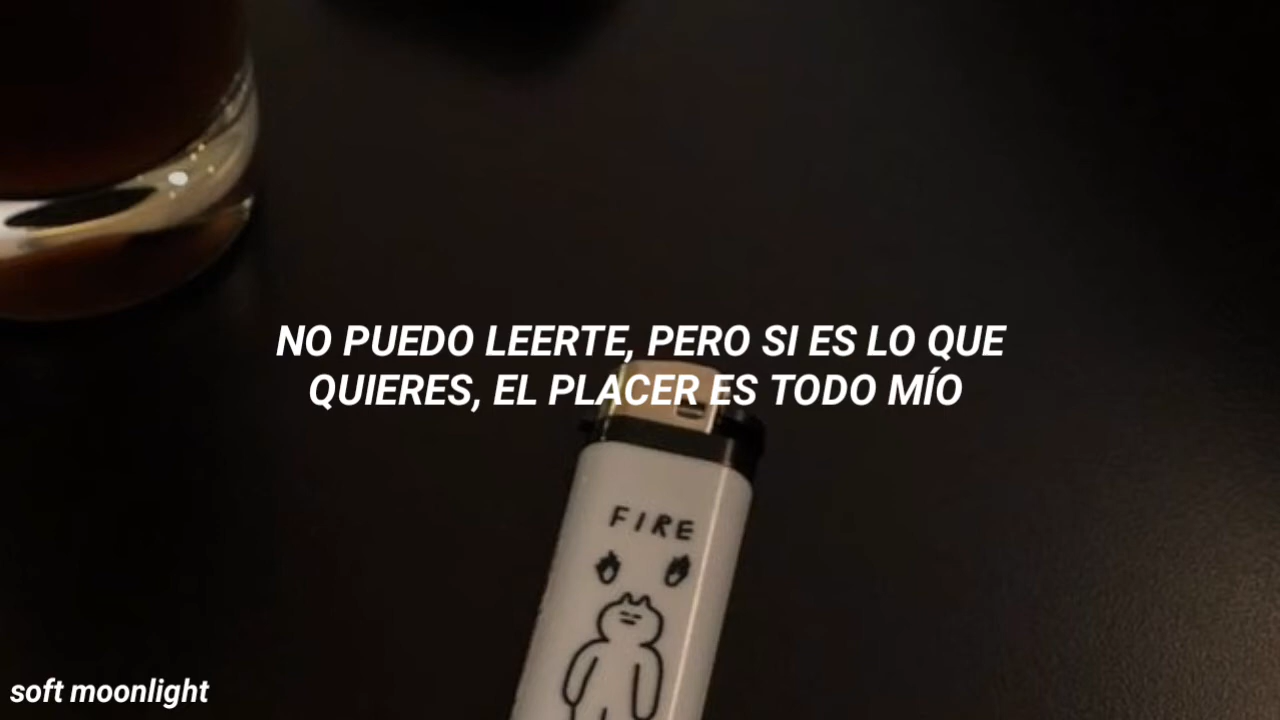 NO PUEDO LEERTE, PERO SI ES LO QUE
QUIERES, EL PLACER ES TODO MÍO
FIRE
soft moonlight